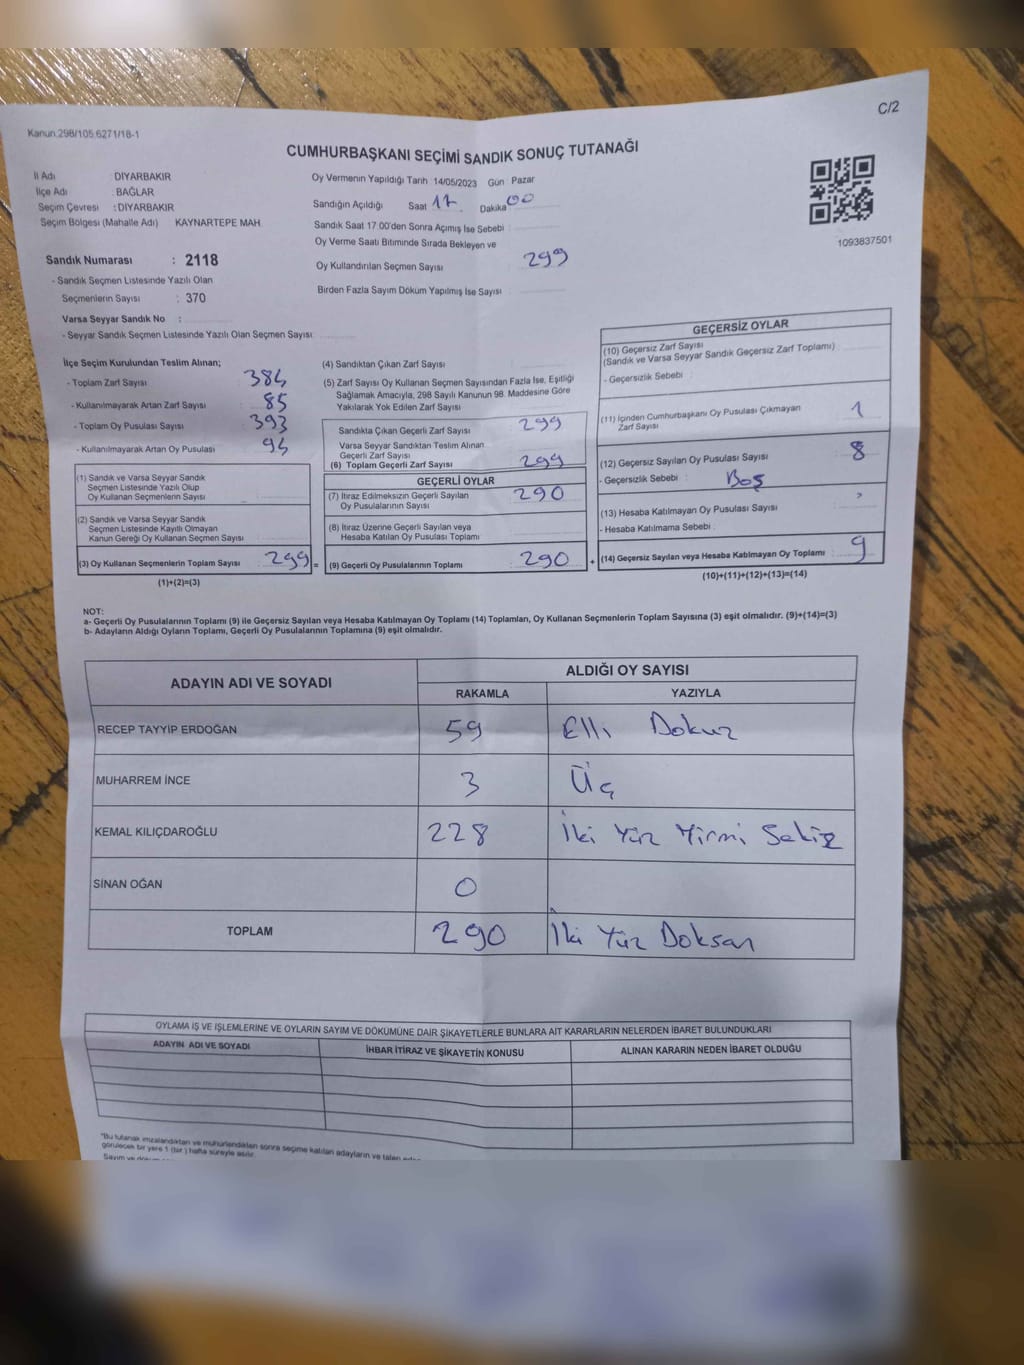 C/2
Kanun:298/105.6271/18-1
CUMHURBAŞKANI SEÇİMİ SANDIK SONUÇ TUTANAĞI
İl Adı DİYARBAKIR
İlçe Adı : BAĞLAR
Seçim Çevresi : DİYARBAKIR
Seçim Bölgesi (Mahalle Adı) KAYNARTEPE MAH.
Oy Vermenin Yapıldığı Tarih 14/05/2023 Gün : Pazar
Sandığın Açıldığı Saat 17 Dakika 00
Sandık Saat 17:00'den Sonra Açımış İse Sebebi :
Oy Verme Saati Bitiminde Sırada Bekleyen ve
Oy Kullandırılan Seçmen Sayısı : 299
Birden Fazla Sayım Döküm Yapılmış İse Sayısı :
1093837501
Sandık Numarası : 2118
- Sandık Seçmen Listesinde Yazılı Olan
Seçmenlerin Sayısı : 370
Varsa Seyyar Sandık No :
- Seyyar Sandık Seçmen Listesinde Yazılı Olan Seçmen Sayısı:
İlçe Seçim Kurulundan Teslim Alınan;
- Toplam Zarf Sayısı : 384
- Kullanılmayarak Artan Zarf Sayısı : 85
- Toplam Oy Pusulası Sayısı : 393
- Kullanılmayarak Artan Oy Pusulası : 94
(4) Sandıktan Çıkan Zarf Sayısı :
(5) Zarf Sayısı Oy Kullanan Seçmen Sayısından Fazla İse, Eşitliği
Sağlamak Amacıyla, 298 Sayılı Kanunun 98. Maddesine Göre
Yakılarak Yok Edilen Zarf Sayısı
Sandıkta Çıkan Geçerli Zarf Sayısı : 299
Varsa Seyyar Sandıktan Teslim Alınan
Geçerli Zarf Sayısı :
(6) Toplam Geçerli Zarf Sayısı : 299
GEÇERSİZ OYLAR
(10) Geçersiz Zarf Sayısı
(Sandık ve Varsa Seyyar Sandık Geçersiz Zarf Toplamı) :
- Geçersizlik Sebebi :
(11) İçinden Cumhurbaşkanı Oy Pusulası Çıkmayan
Zarf Sayısı : 1
(12) Geçersiz Sayılan Oy Pusulası Sayısı : 8
- Geçersizlik Sebebi : Boş
(13) Hesaba Katılmayan Oy Pusulası Sayısı :
- Hesaba Katılmama Sebebi :
(14) Geçersiz Sayılan veya Hesaba Katılmayan Oy Toplamı : 9
(10)+(11)+(12)+(13)=(14)
(1) Sandık ve Varsa Seyyar Sandık
Seçmen Listesinde Yazılı Olup
Oy Kullanan Seçmenlerin Sayısı :
(2) Sandık ve Varsa Seyyar Sandık
Seçmen Listesinde Kayıtlı Olmayan
Kanun Gereği Oy Kullanan Seçmen Sayısı :
(3) Oy Kullanan Seçmenlerin Toplam Sayısı : 299 =
(1)+(2)=(3)
GEÇERLİ OYLAR
(7) İtiraz Edilmeksizin Geçerli Sayılan
Oy Pusulalarının Sayısı : 290
(8) İtiraz Üzerine Geçerli Sayılan veya
Hesaba Katılan Oy Pusulası Toplamı :
(9) Geçerli Oy Pusulalarının Toplamı : 290 +
NOT:
a- Geçerli Oy Pusulalarının Toplamı (9) ile Geçersiz Sayılan veya Hesaba Katılmayan Oy Toplamı (14) Toplamları, Oy Kullanan Seçmenlerin Toplam Sayısına (3) eşit olmalıdır. (9)+(14)=(3)
b- Adayların Aldığı Oyların Toplamı, Geçerli Oy Pusulalarının Toplamına (9) eşit olmalıdır.
ADAYIN ADI VE SOYADI ALDIĞI OY SAYISI
RAKAMLA YAZIYLA
RECEP TAYYİP ERDOĞAN 59 Elli Dokuz
MUHARREM İNCE 3 Üç
KEMAL KILIÇDAROĞLU 228 İki Yüz Yirmi Sekiz
SİNAN OĞAN 0
TOPLAM 290 İki Yüz Doksan
OYLAMA İŞ VE İŞLEMLERİNE VE OYLARIN SAYIM VE DÖKÜMÜNE DAİR ŞİKAYETLERLE BUNLARA AİT KARARLARIN NELERDEN İBARET BULUNDUKLARI
ADAYIN ADI VE SOYADI İHBAR İTİRAZ VE ŞİKAYETİN KONUSU ALINAN KARARIN NEDEN İBARET OLDUĞU
"Bu tutanak imzalandıktan ve mühürlendikten sonra seçime katılan adayların ve talep
görülecek bir yere 1 (bir) hafta süreyle asılır.
Sayım ve